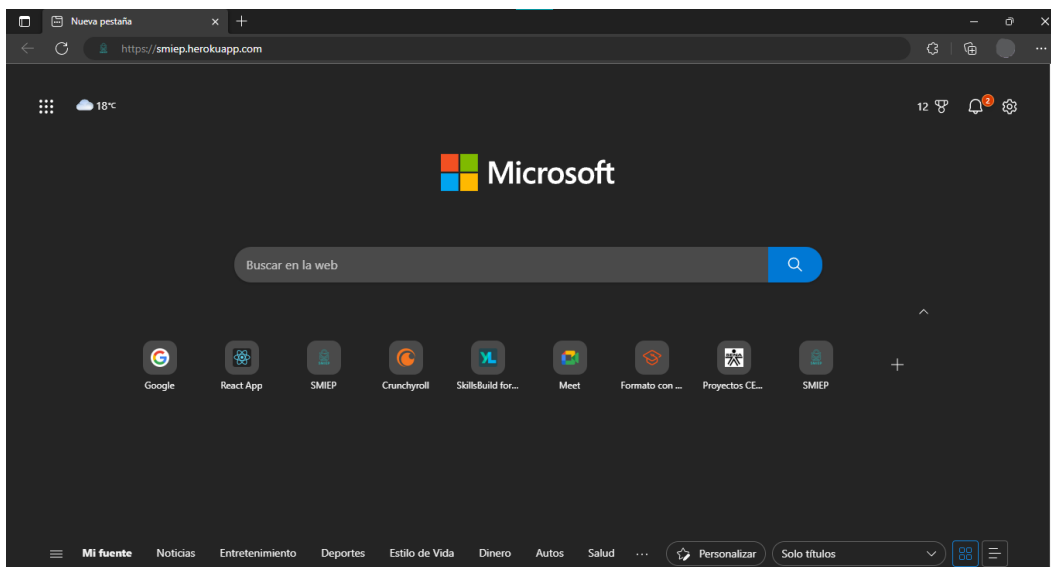 Nueva pestaña
https://smiep.herokuapp.com
18°C
12
2
Microsoft
Buscar en la web
Google
React App
SMIEP
Crunchyroll
SkillsBuild for...
Meet
Formato con ...
Proyectos CE...
SMIEP
Mi fuente Noticias Entretenimiento Deportes Estilo de Vida Dinero Autos Salud ... Personalizar Solo títulos